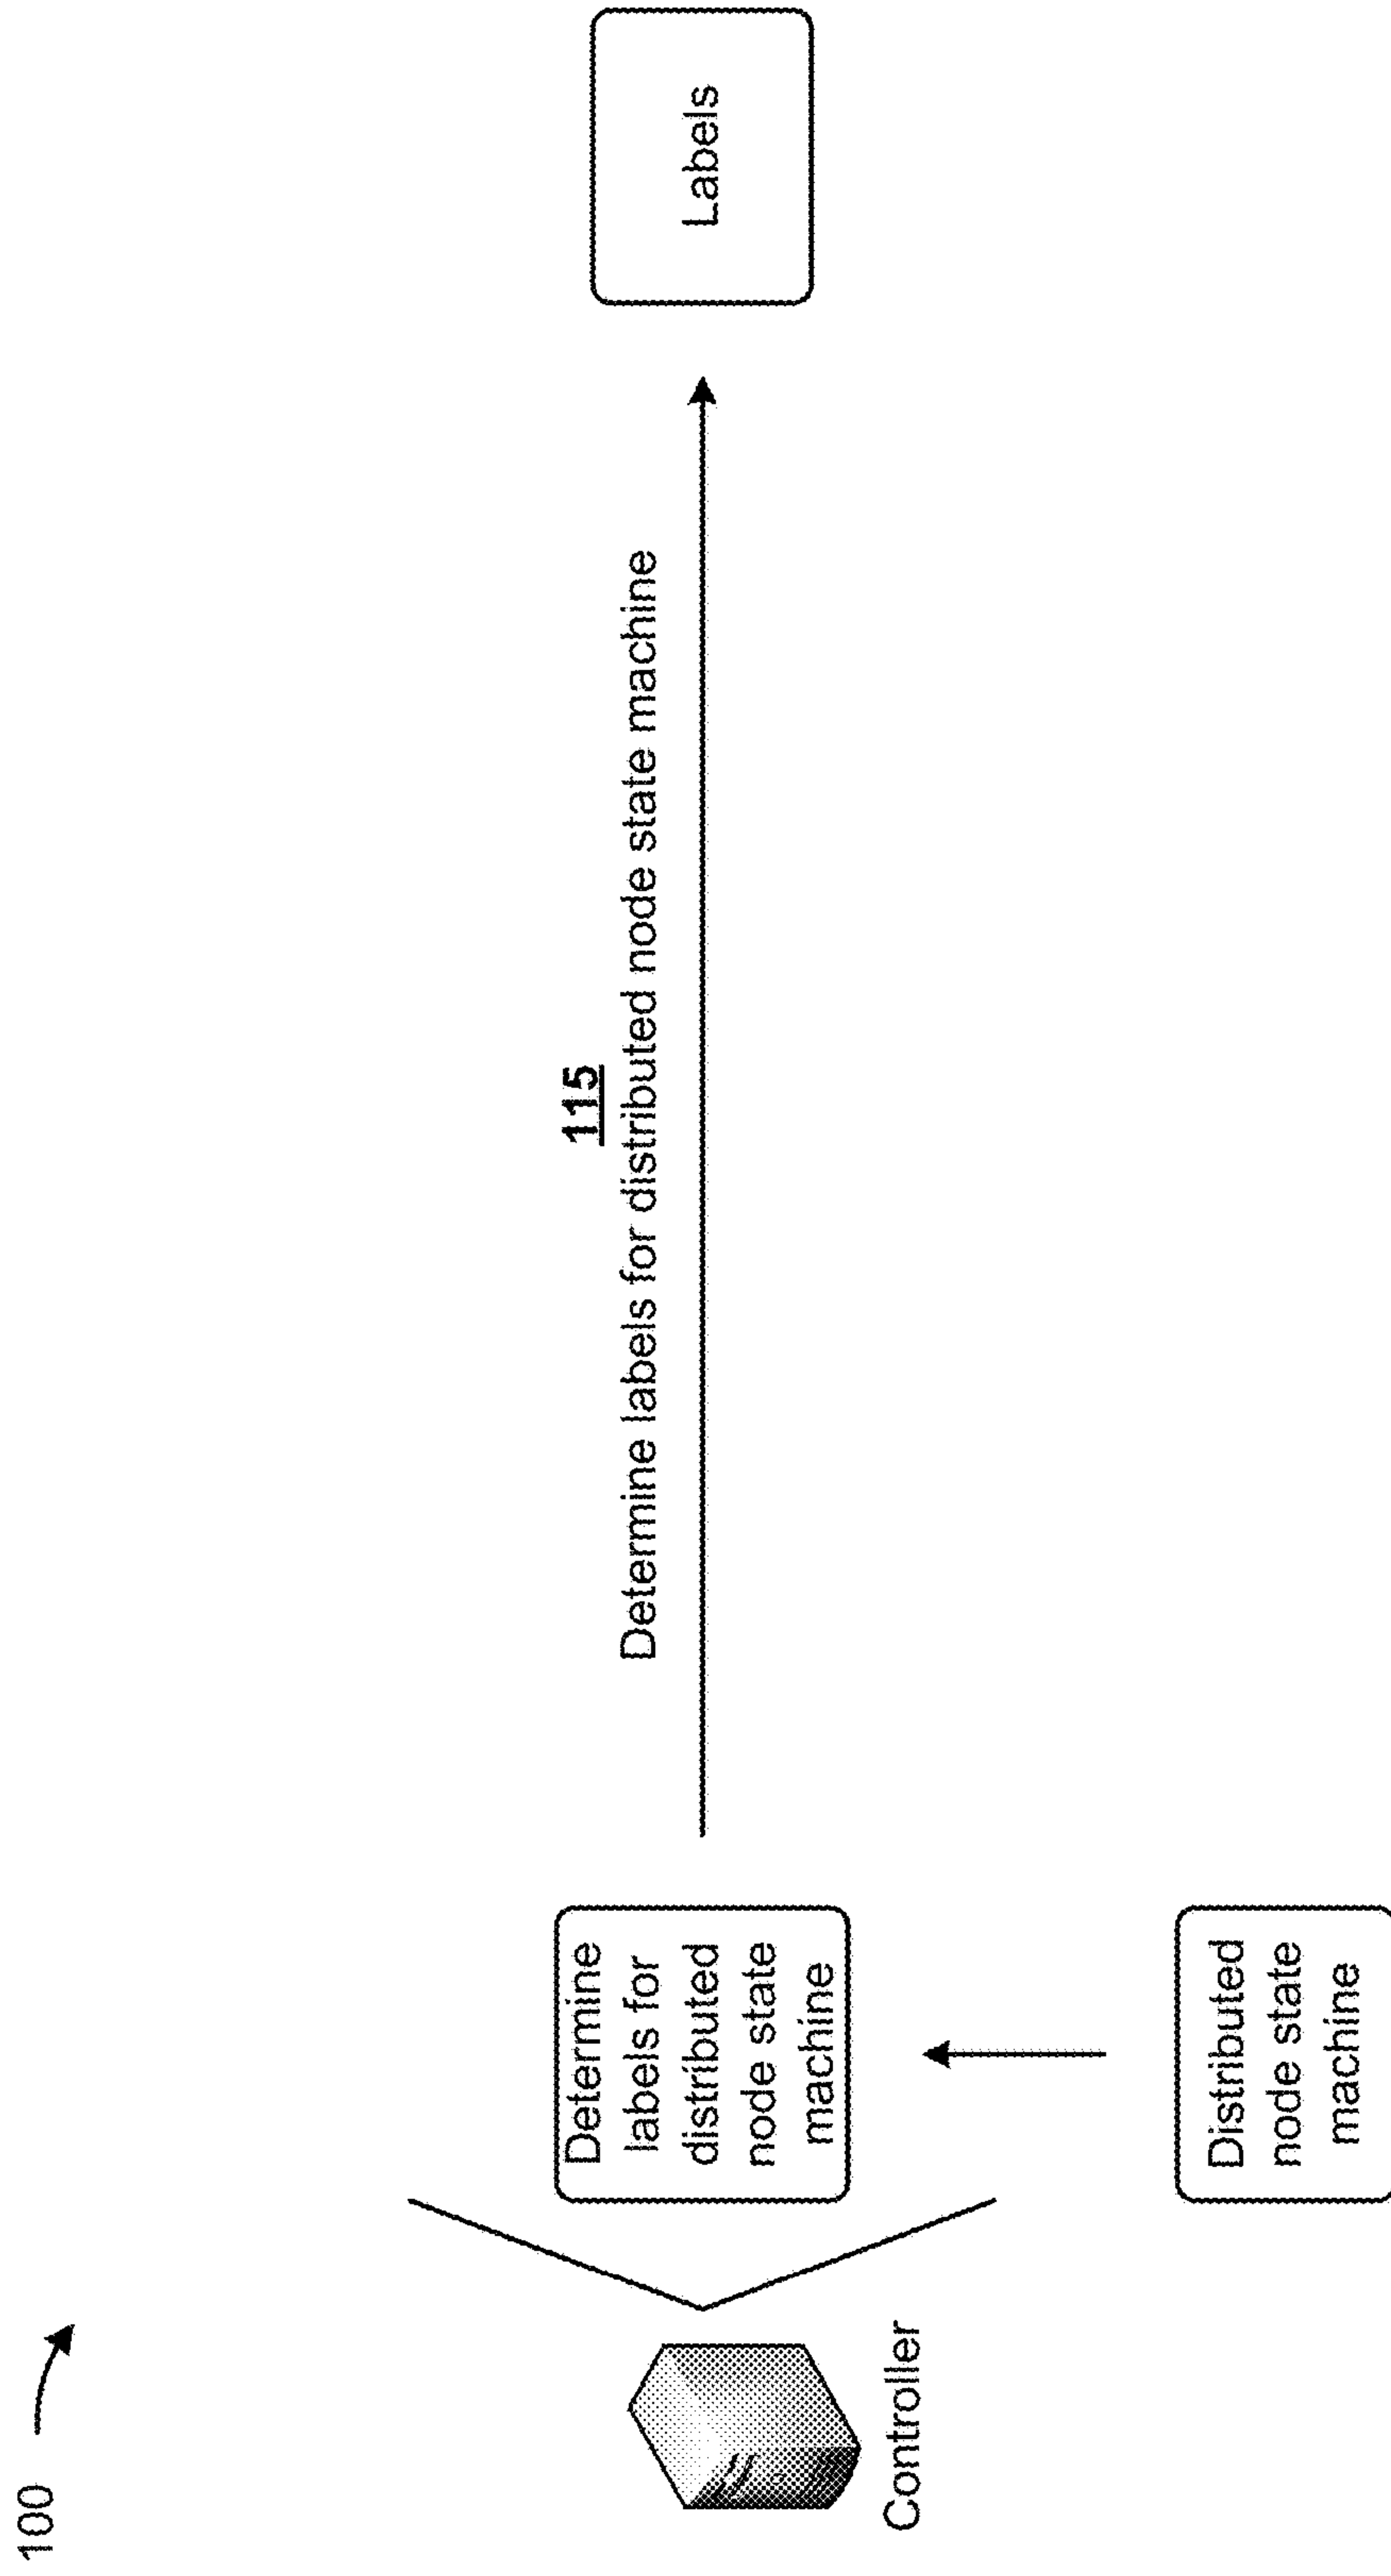 100
115
Determine labels for distributed node state machine
Labels
Determine
labels for
distributed
node state
machine
Controller
Distributed
node state
machine